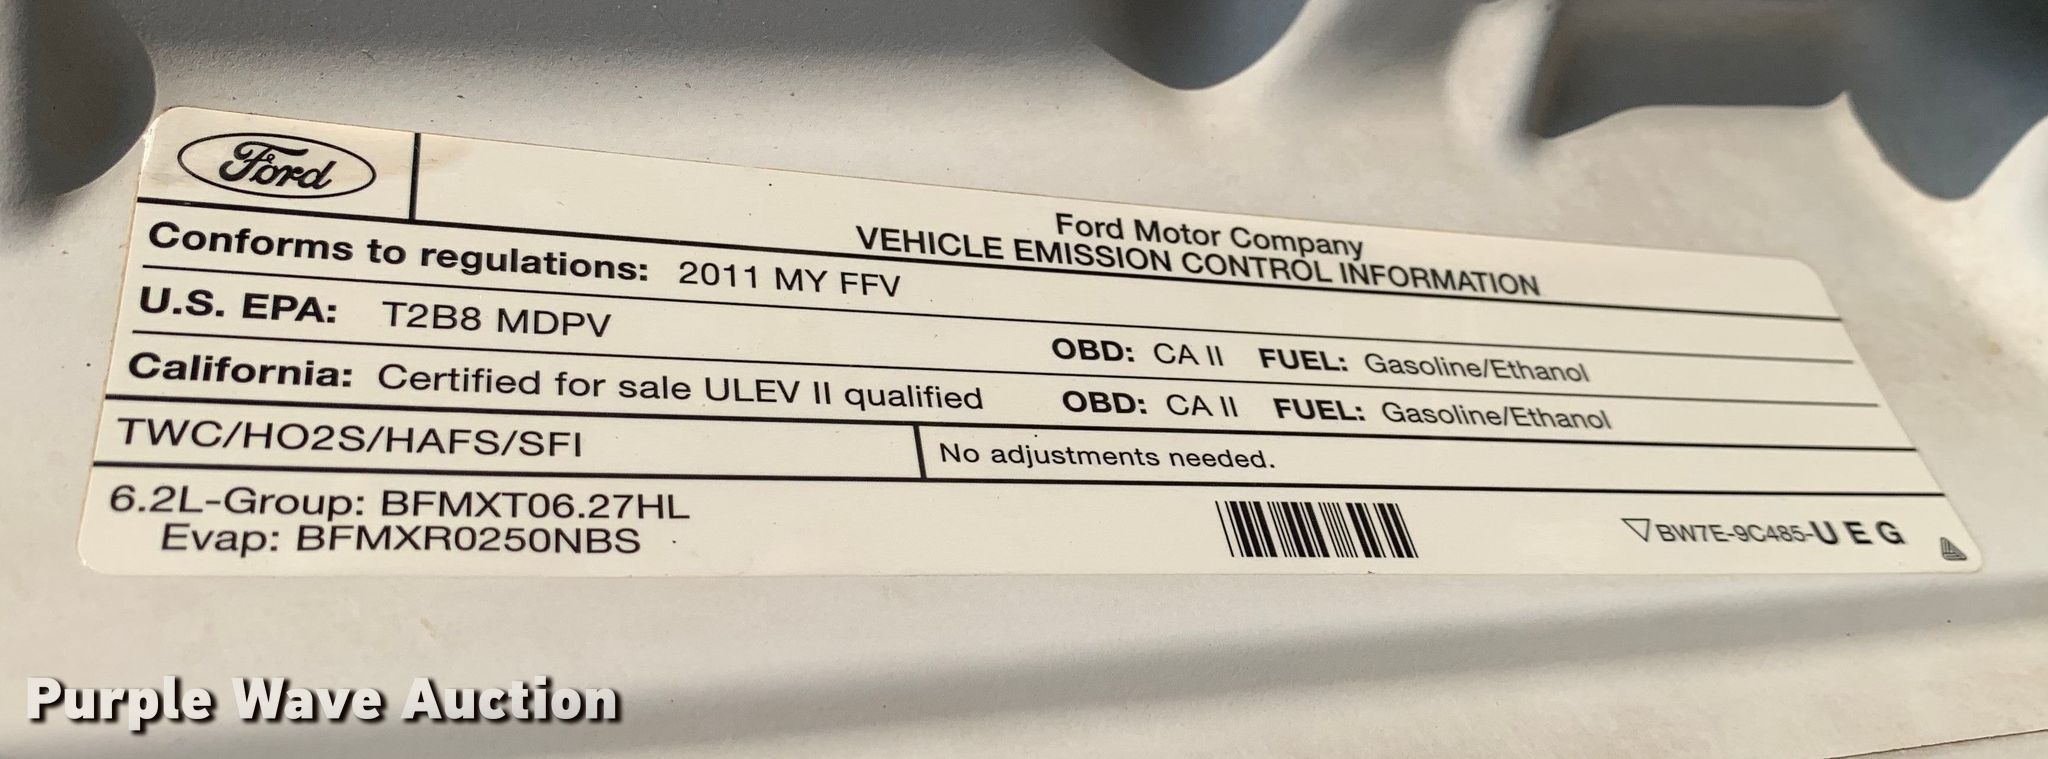 Ford
Ford Motor Company
VEHICLE EMISSION CONTROL INFORMATION
Conforms to regulations: 2011 MY FFV
U.S. EPA: T2B8 MDPV OBD: CA II FUEL: Gasoline/Ethanol
California: Certified for sale ULEV II qualified OBD: CA II FUEL: Gasoline/Ethanol
TWC/HO2S/HAFS/SFI No adjustments needed.
6.2L-Group: BFMXT06.27HL
Evap: BFMXR0250NBS
BW7E-9C485-UEG
Purple Wave Auction